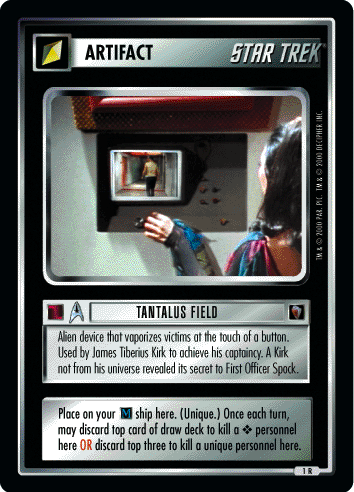 ARTIFACT STAR TREK
TM & © 2000 PAR. PIC. TM & © 2000 DECIPHER INC.
TANTALUS FIELD
Alien device that vaporizes victims at the touch of a button.
Used by James Tiberius Kirk to achieve his captaincy. A Kirk
not from his universe revealed its secret to First Officer Spock.
Place on your M ship here. (Unique.) Once each turn,
may discard top card of draw deck to kill a ❖ personnel
here OR discard top three to kill a unique personnel here.
1 R